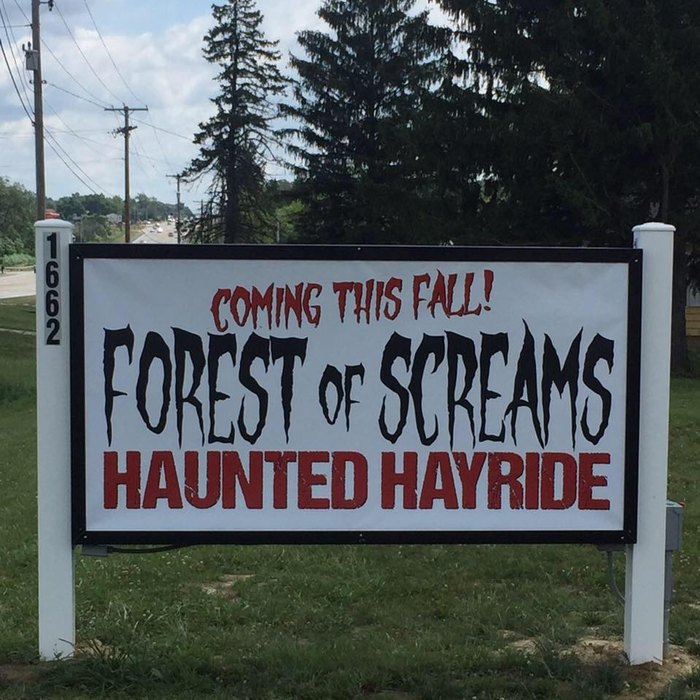 1662
COMING THIS FALL!
FOREST OF SCREAMS
HAUNTED HAYRIDE